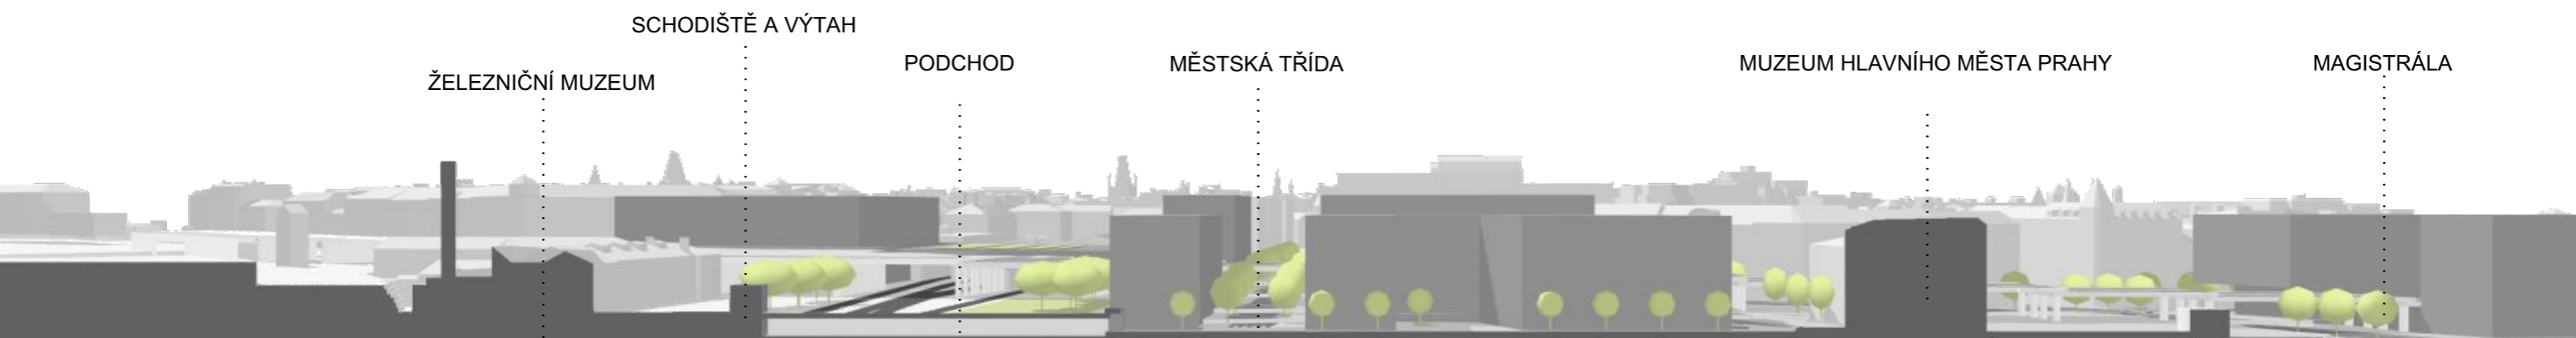 SCHODIŠTĚ A VÝTAH
ŽELEZNIČNÍ MUZEUM
PODCHOD
MĚSTSKÁ TŘÍDA
MUZEUM HLAVNÍHO MĚSTA PRAHY
MAGISTRÁLA